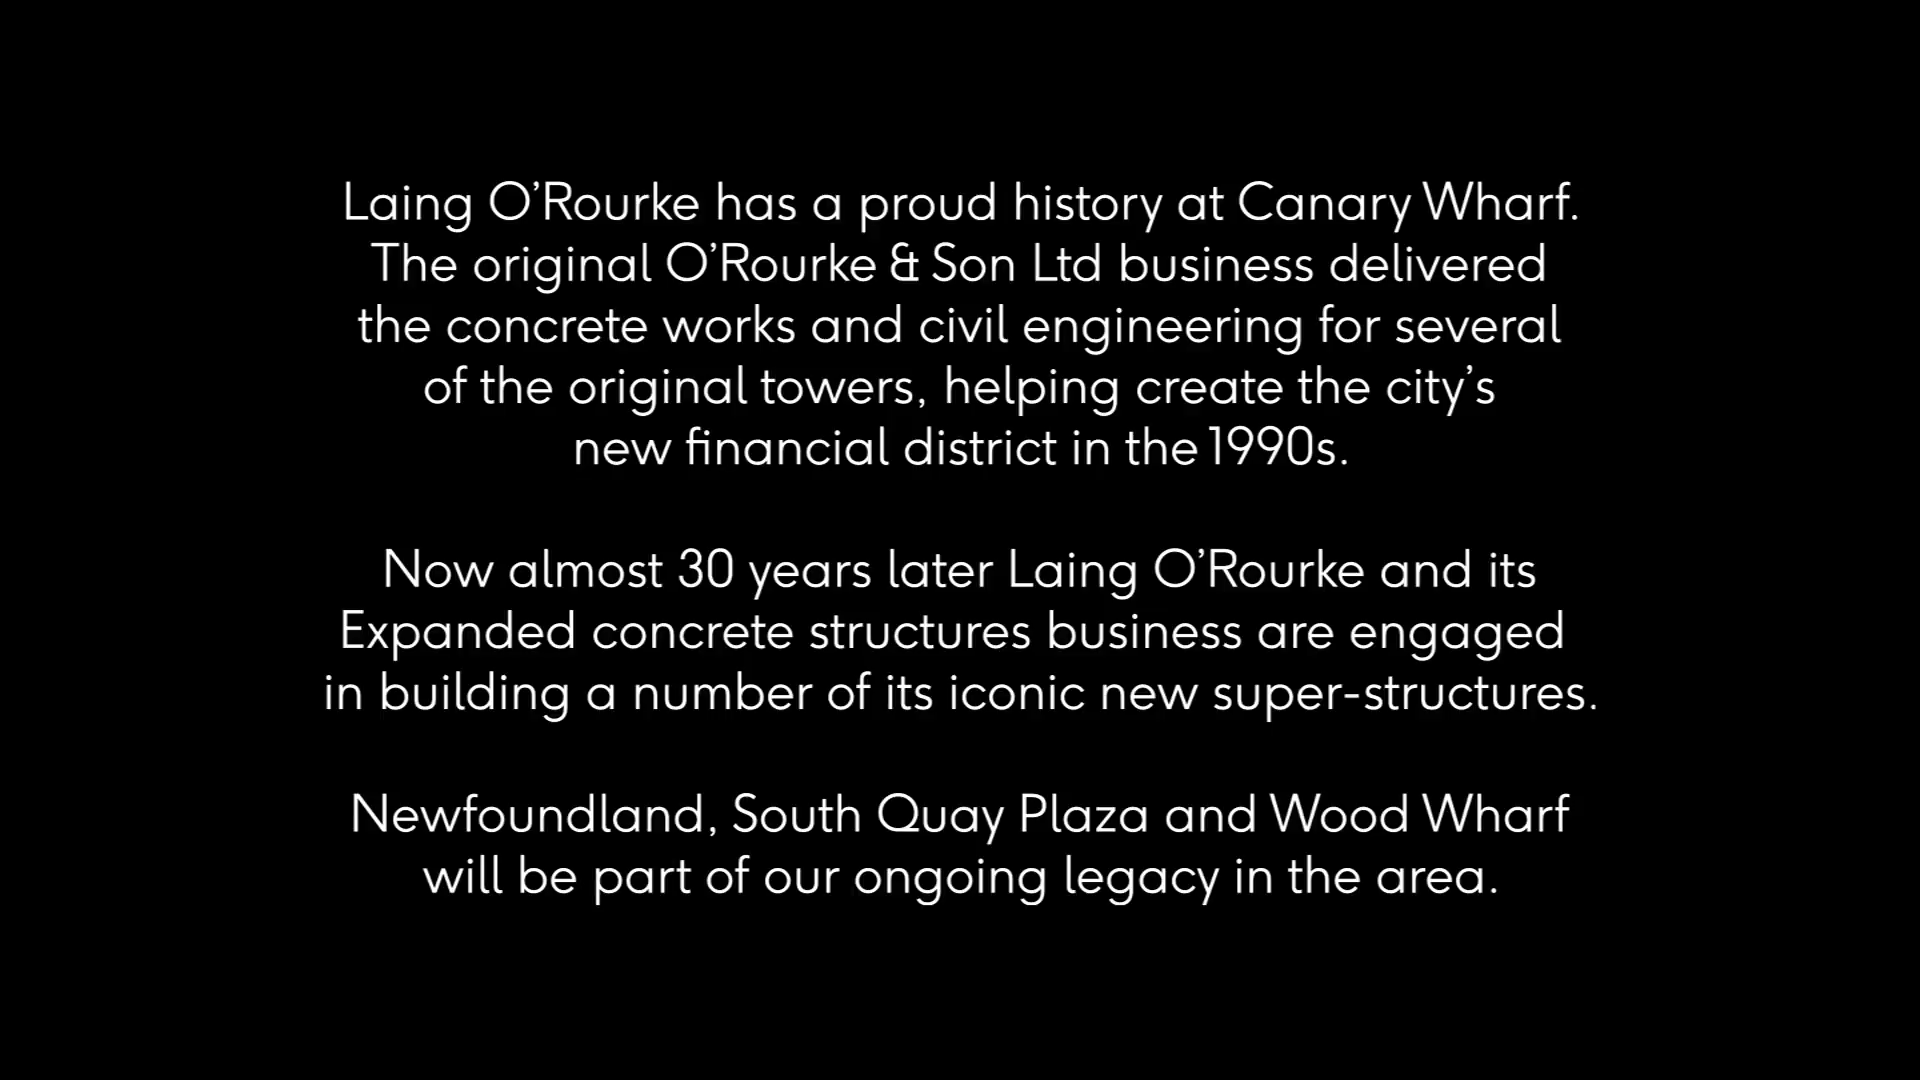 Laing O’Rourke has a proud history at Canary Wharf.
The original O’Rourke & Son Ltd business delivered
the concrete works and civil engineering for several
of the original towers, helping create the city’s
new financial district in the 1990s.
Now almost 30 years later Laing O’Rourke and its
Expanded concrete structures business are engaged
in building a number of its iconic new super-structures.
Newfoundland, South Quay Plaza and Wood Wharf
will be part of our ongoing legacy in the area.